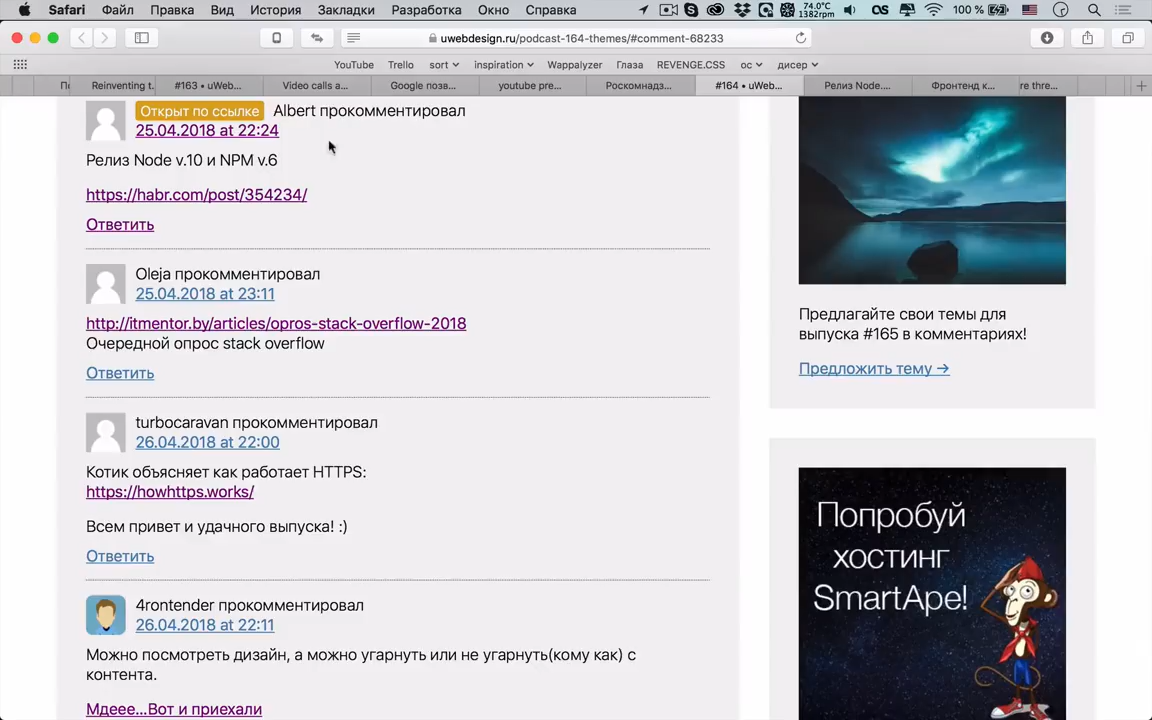 Safari Файл Правка Вид История Закладки Разработка Окно Справка 74.0°C 1382rpm 100 %
uwebdesign.ru/podcast-164-themes/#comment-68233
YouTube Trello sort inspiration Wappalyzer Глаза REVENGE.CSS ос дисер
Reinventing t. #163 • uWeb... Video calls a... Google позв... youtube pre... Роскомнадз... #164 • uWeb... Релиз Node.... Фронтенд к... re thre...
Открыт по ссылке Albert прокомментировал
25.04.2018 at 22:24
Релиз Node v.10 и NPM v.6
https://habr.com/post/354234/
Ответить
Oleja прокомментировал
25.04.2018 at 23:11
http://itmentor.by/articles/opros-stack-overflow-2018
Очередной опрос stack overflow
Ответить
turbocaravan прокомментировал
26.04.2018 at 22:00
Котик объясняет как работает HTTPS:
https://howhttps.works/
Всем привет и удачного выпуска! :)
Ответить
4rontender прокомментировал
26.04.2018 at 22:11
Можно посмотреть дизайн, а можно угарнуть или не угарнуть(кому как) с
контента.
Мдеее...Вот и приехали
Предлагайте свои темы для
выпуска #165 в комментариях!
Предложить тему →
Попробуй
хостинг
SmartApe!